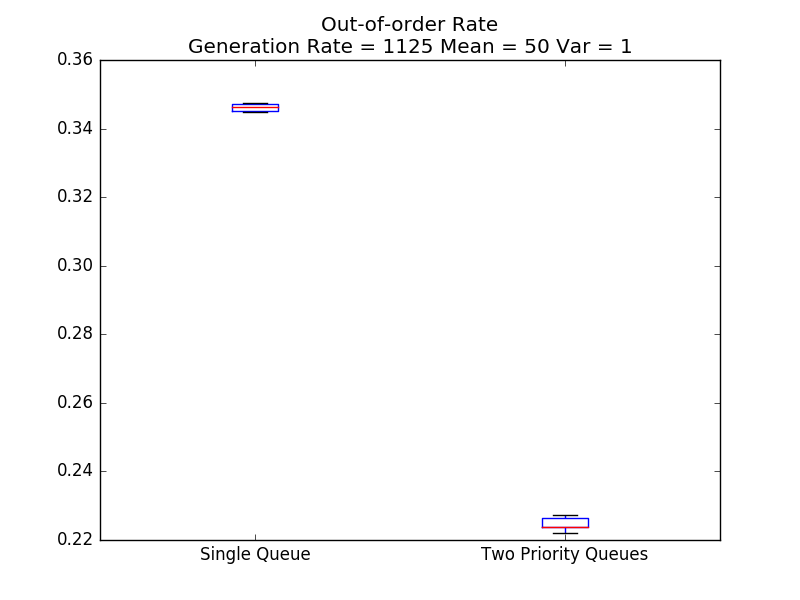 Out-of-order Rate
Generation Rate = 1125 Mean = 50 Var = 1
0.36
0.34
0.32
0.30
0.28
0.26
0.24
0.22
Single Queue
Two Priority Queues